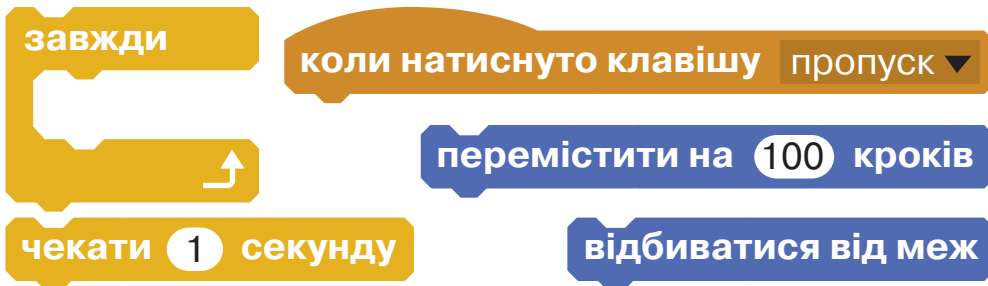 завжди
коли натиснуто клавішу пропуск
перемістити на 100 кроків
чекати 1 секунду
відбиватися від меж